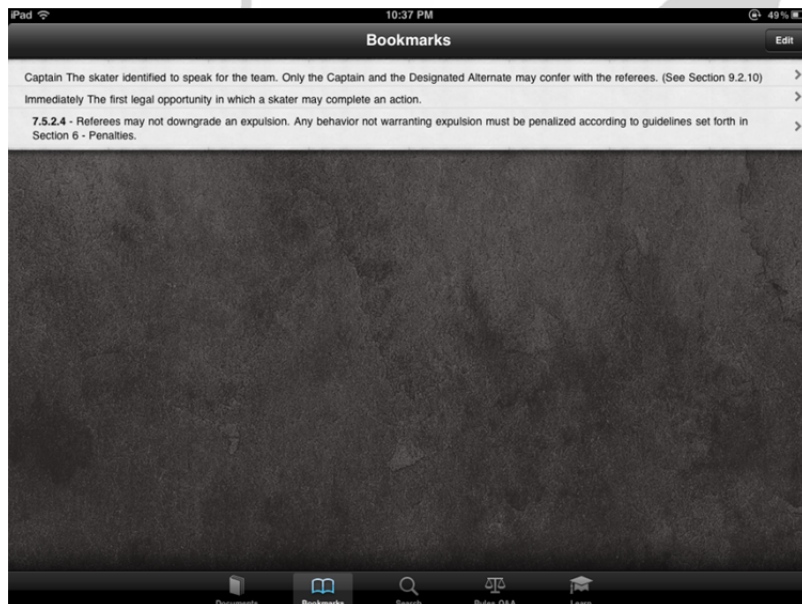 iPad 10:37 PM 49%
Bookmarks Edit
Captain The skater identified to speak for the team. Only the Captain and the Designated Alternate may confer with the referees. (See Section 9.2.10)
Immediately The first legal opportunity in which a skater may complete an action.
7.5.2.4 - Referees may not downgrade an expulsion. Any behavior not warranting expulsion must be penalized according to guidelines set forth in
Section 6 - Penalties.
Documents Bookmarks Search Rules Q&A Learn